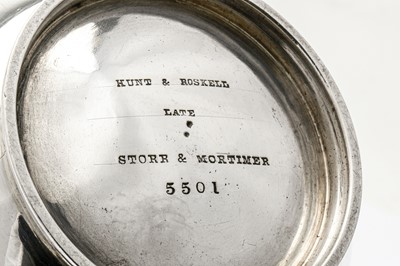 HUNT & ROSKELL
LATE
STORR & MORTIMER
5501